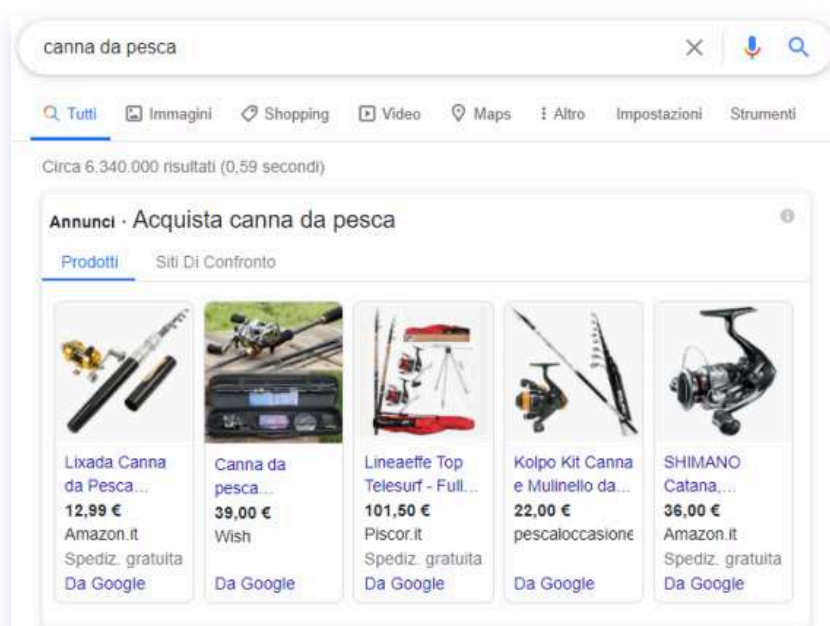 canna da pesca
Tutti Immagini Shopping Video Maps Altro Impostazioni Strumenti
Circa 6.340.000 risultati (0,59 secondi)
Annunci · Acquista canna da pesca
Prodotti Siti Di Confronto
Lixada Canna
da Pesca...
12,99 €
Amazon.it
Spediz. gratuita
Da Google
Canna da
pesca...
39,00 €
Wish
Da Google
Lineaeffe Top
Telesurf - Full...
101,50 €
Piscor.it
Spediz. gratuita
Da Google
Kolpo Kit Canna
e Mulinello da...
22,00 €
pescaloccasione
Da Google
SHIMANO
Catana,...
36,00 €
Amazon.it
Spediz. gratuita
Da Google